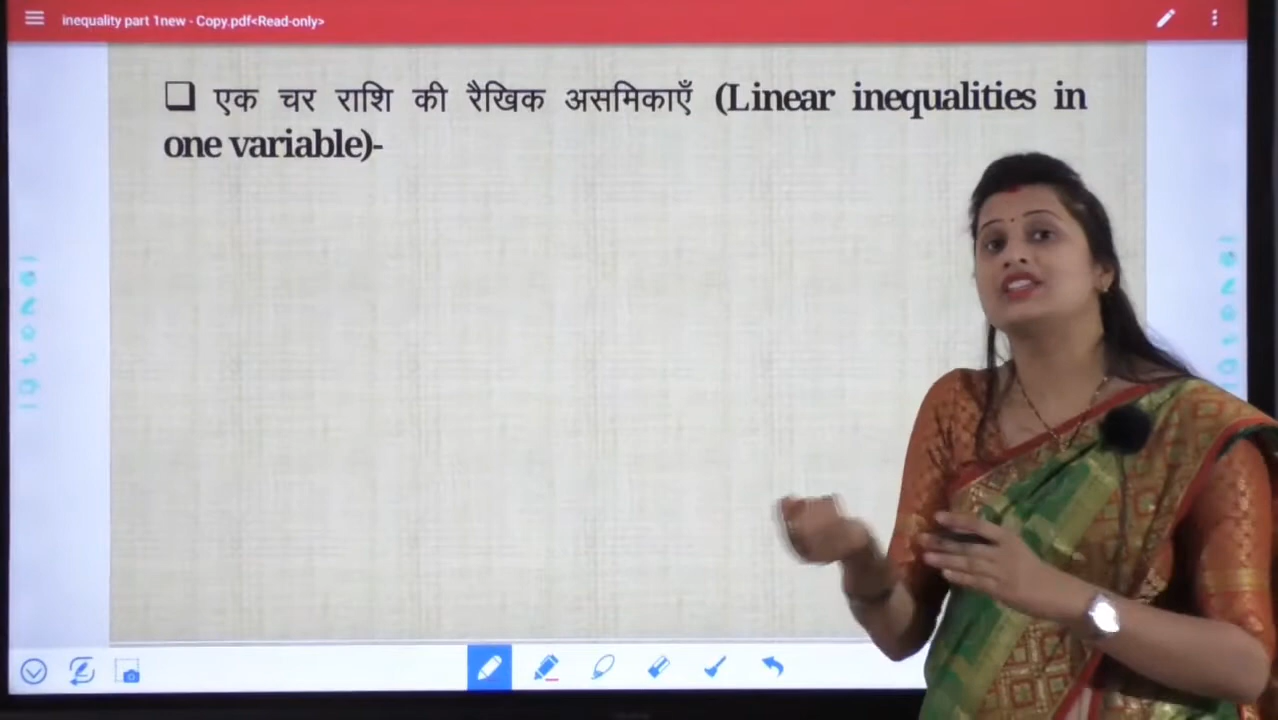 inequality part 1new - Copy.pdf<Read-only>
❑ एक चर राशि की रैखिक असमिकाएँ (Linear inequalities in
one variable)-